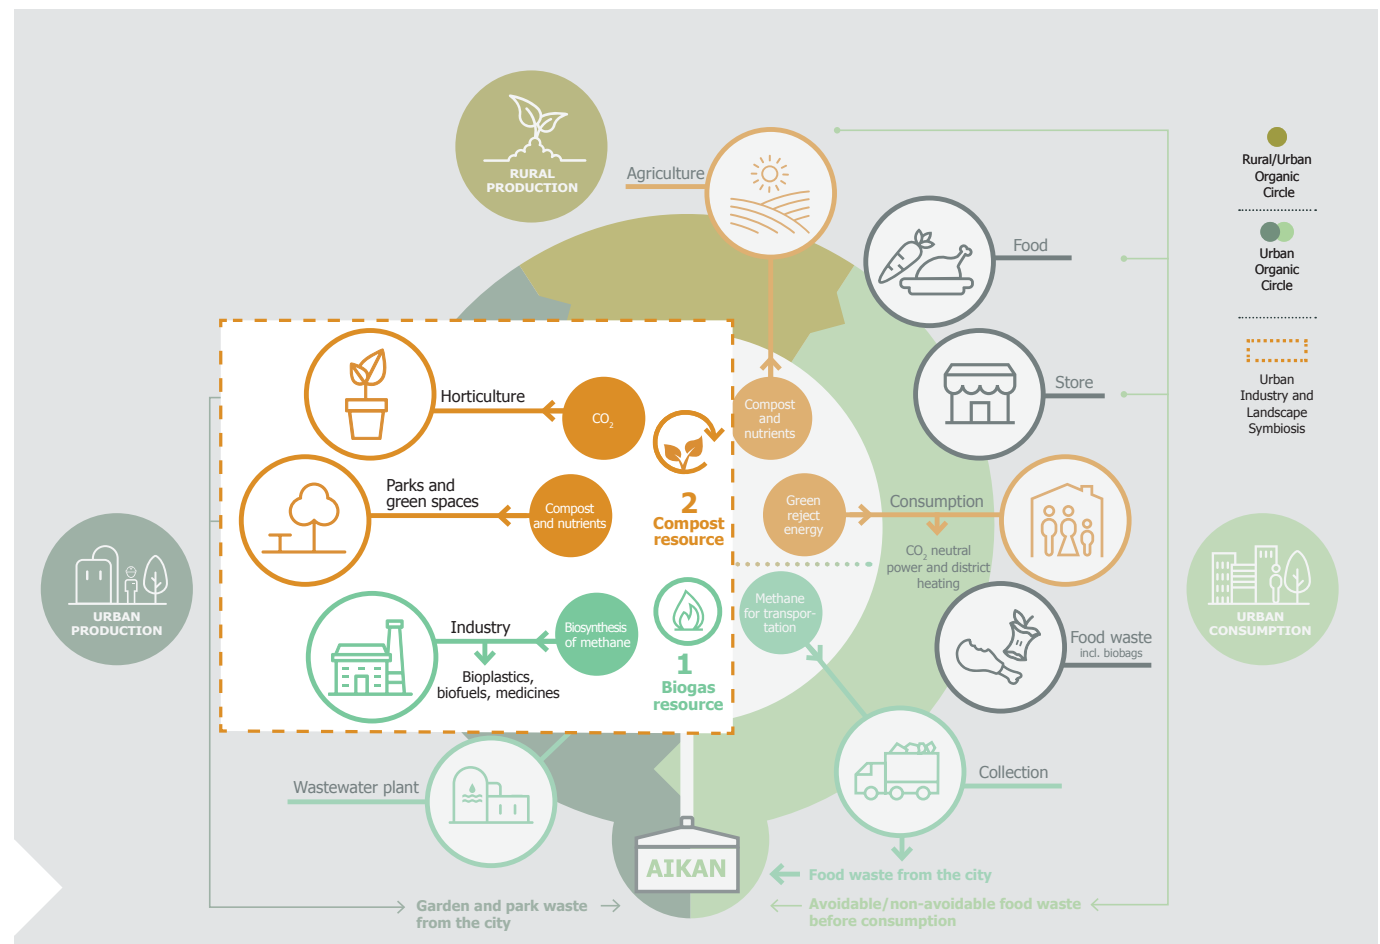 RURAL
PRODUCTION
Agriculture
Food
Store
Rural/Urban
Organic
Circle
Urban
Organic
Circle
Urban
Industry and
Landscape
Symbiosis
Horticulture
CO₂
Compost
and
nutrients
Parks and
green spaces
Compost
and nutrients
2
Compost
resource
Green
reject
energy
Consumption
CO₂ neutral
power and district
heating
URBAN
PRODUCTION
Industry
Bioplastics,
biofuels, medicines
Biosynthesis
of methane
1
Biogas
resource
Methane
for transpor-
tation
Food waste
incl. biobags
URBAN
CONSUMPTION
Wastewater plant
Collection
AIKAN
Food waste from the city
Garden and park waste
from the city
Avoidable/non-avoidable food waste
before consumption